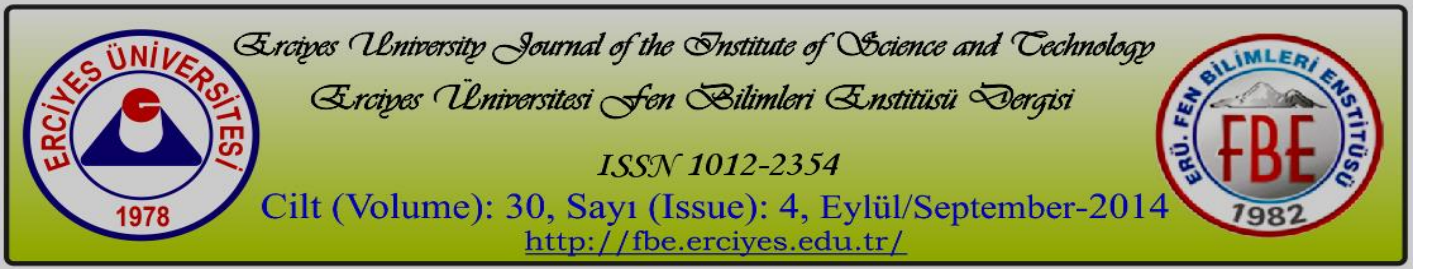 Erciyes University Journal of the Institute of Science and Technology
Erciyes Üniversitesi Fen Bilimleri Enstitüsü Dergisi
ISSN 1012-2354
Cilt (Volume): 30, Sayı (Issue): 4, Eylül/September-2014
http://fbe.erciyes.edu.tr/
ERCİYES ÜNİVERSİTESİ
1978
ERÜ. FEN BİLİMLERİ ENSTİTÜSÜ
FBE
1982